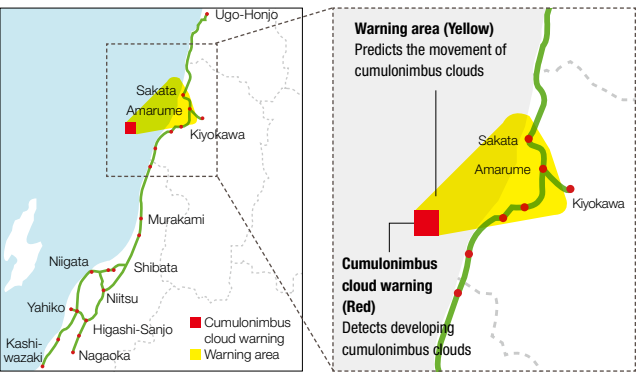 Ugo-Honjo
Sakata
Amarume
Kiyokawa
Murakami
Niigata
Shibata
Niitsu
Yahiko
Higashi-Sanjo
Kashi-
wazaki
Nagaoka
Cumulonimbus
cloud warning
Warning area
Warning area (Yellow)
Predicts the movement of
cumulonimbus clouds
Sakata
Amarume
Kiyokawa
Cumulonimbus
cloud warning
(Red)
Detects developing
cumulonimbus clouds